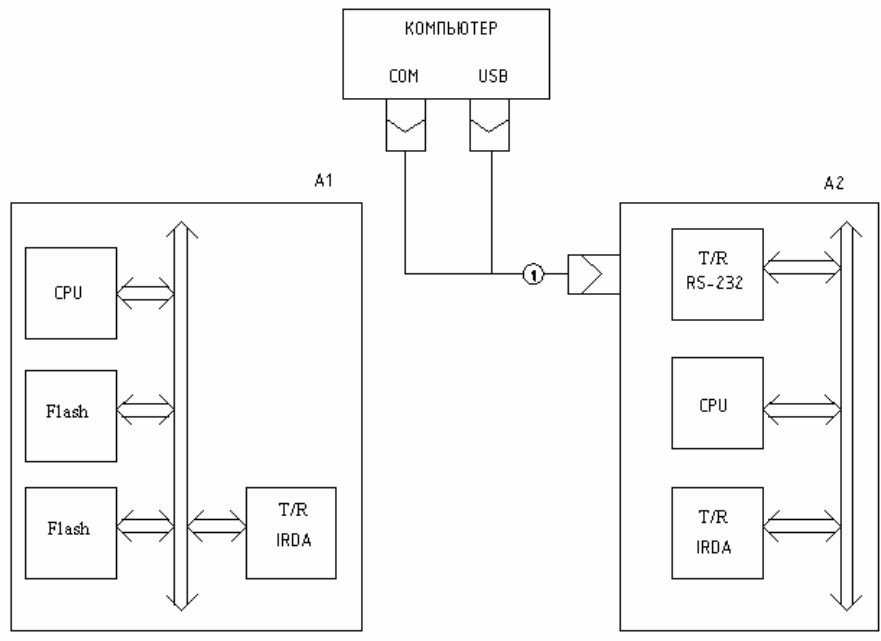 КОМПЬЮТЕР
COM USB
A1
A2
CPU
Flash
Flash
T/R
IRDA
1
T/R
RS-232
CPU
T/R
IRDA